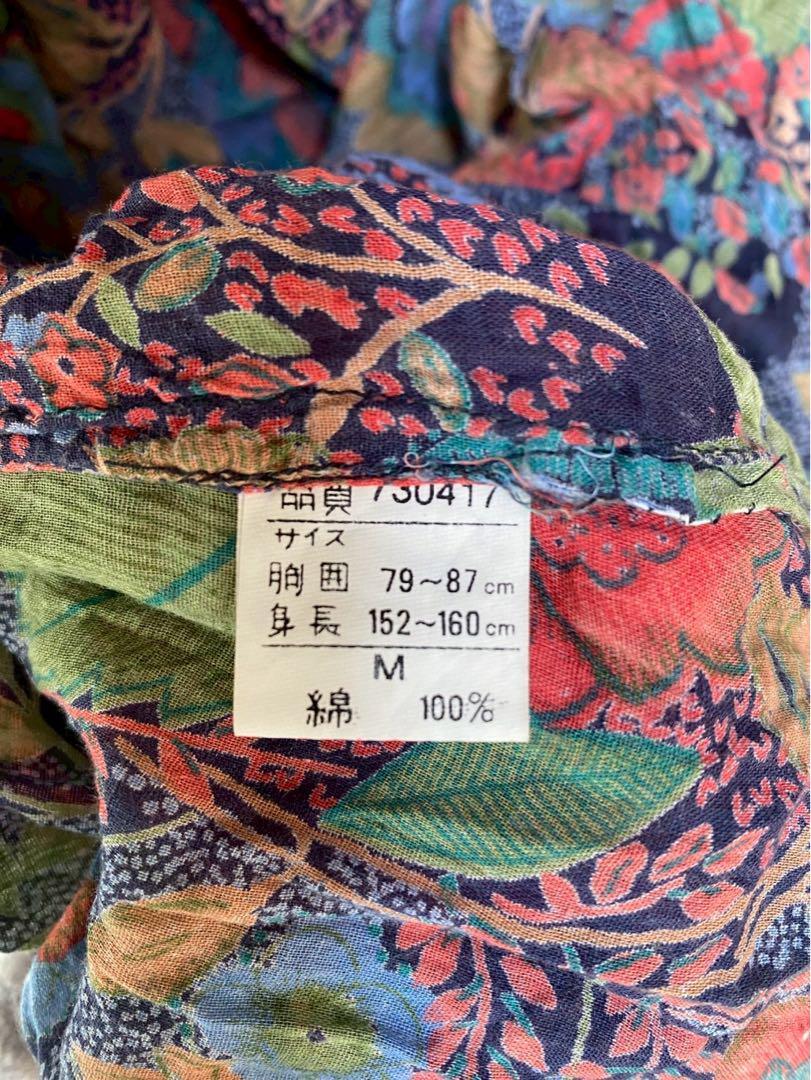 品質 730417
サイズ
胸囲 79~87cm
身長 152~160cm
M
綿 100%